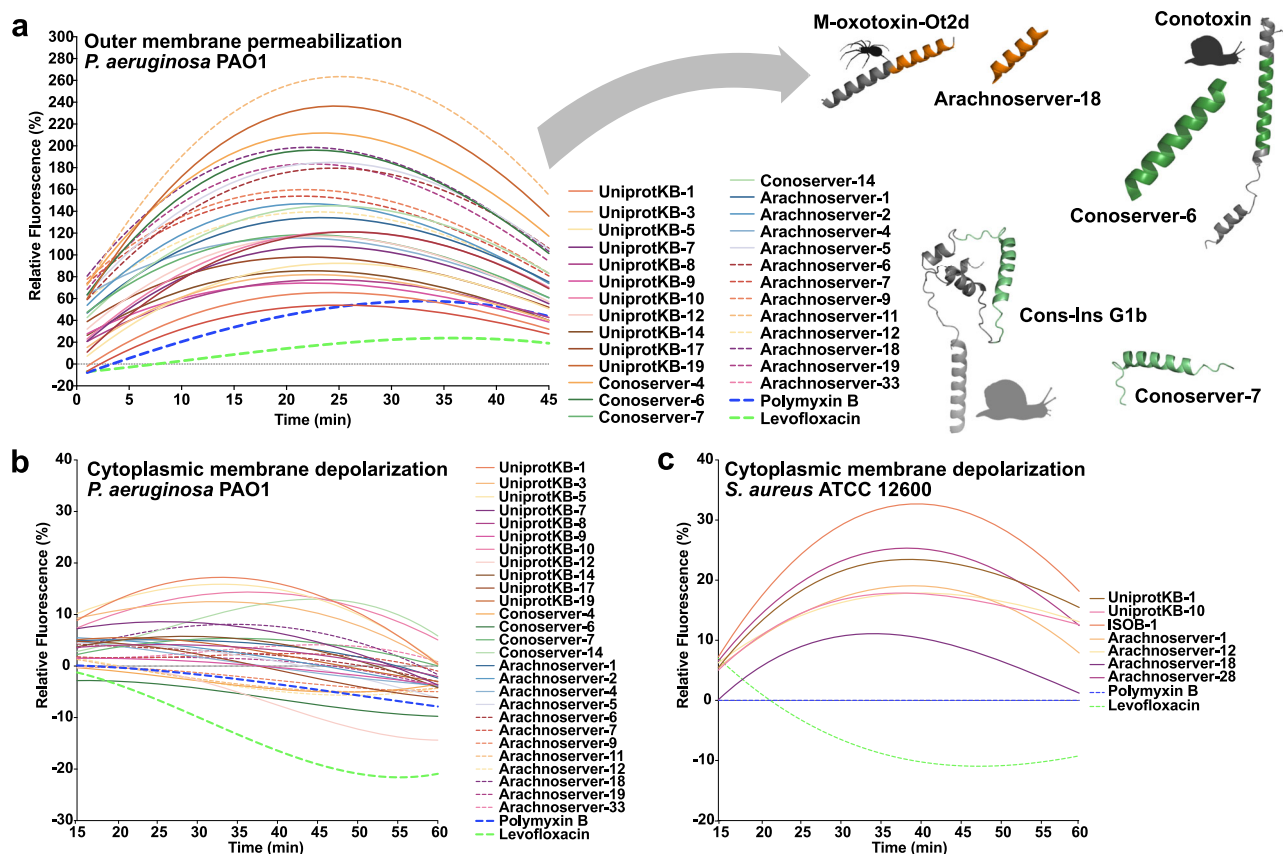 a
Outer membrane permeabilization
P. aeruginosa PAO1
Relative Fluorescence (%)
300
280
260
240
220
200
180
160
140
120
100
80
60
40
20
0
-20
0
5
10
15
20
25
30
35
40
45
Time (min)
UniprotKB-1
UniprotKB-3
UniprotKB-5
UniprotKB-7
UniprotKB-8
UniprotKB-9
UniprotKB-10
UniprotKB-12
UniprotKB-14
UniprotKB-17
UniprotKB-19
Conoserver-4
Conoserver-6
Conoserver-7
Conoserver-14
Arachnoserver-1
Arachnoserver-2
Arachnoserver-4
Arachnoserver-5
Arachnoserver-6
Arachnoserver-7
Arachnoserver-9
Arachnoserver-11
Arachnoserver-12
Arachnoserver-18
Arachnoserver-19
Arachnoserver-33
Polymyxin B
Levofloxacin
M-oxotoxin-Ot2d
Arachnoserver-18
Conotoxin
Conoserver-6
Cons-Ins G1b
Conoserver-7
b
Cytoplasmic membrane depolarization
P. aeruginosa PAO1
Relative Fluorescence (%)
40
30
20
10
0
-10
-20
-30
15
20
25
30
35
40
45
50
55
60
Time (min)
UniprotKB-1
UniprotKB-3
UniprotKB-5
UniprotKB-7
UniprotKB-8
UniprotKB-9
UniprotKB-10
UniprotKB-12
UniprotKB-14
UniprotKB-17
UniprotKB-19
Conoserver-4
Conoserver-6
Conoserver-7
Conoserver-14
Arachnoserver-1
Arachnoserver-2
Arachnoserver-4
Arachnoserver-5
Arachnoserver-6
Arachnoserver-7
Arachnoserver-9
Arachnoserver-11
Arachnoserver-12
Arachnoserver-18
Arachnoserver-19
Arachnoserver-33
Polymyxin B
Levofloxacin
c
Cytoplasmic membrane depolarization
S. aureus ATCC 12600
Relative Fluorescence (%)
40
30
20
10
0
-10
-20
15
20
25
30
35
40
45
50
55
60
Time (min)
UniprotKB-1
UniprotKB-10
ISOB-1
Arachnoserver-1
Arachnoserver-12
Arachnoserver-18
Arachnoserver-28
Polymyxin B
Levofloxacin